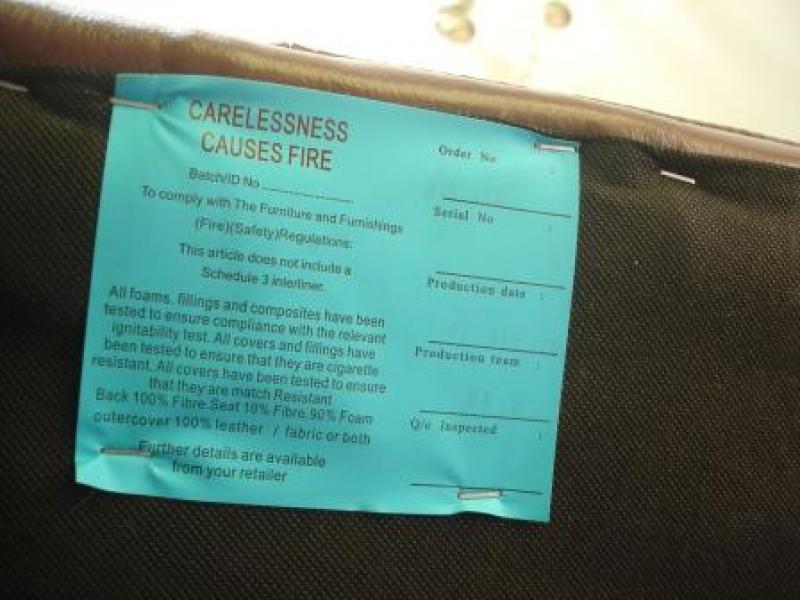 CARELESSNESS
CAUSES FIRE
Batch/ID No
To comply with The Furniture and Furnishings
(Fire)(Safety)Regulations:
This article does not include a
Schedule 3 interliner.
All foams, fillings and composites have been
tested to ensure compliance with the relevant
ignitability test. All covers and fillings have
been tested to ensure that they are cigarette
resistant. All covers have been tested to ensure
that they are match Resistant
Back 100% Fibre Seat 10% Fibre 90% Foam
outercover 100% leather / fabric or both
Further details are available
from your retailer
Order No :
Serial No :
Production date :
Production team :
Q/c Inspected :